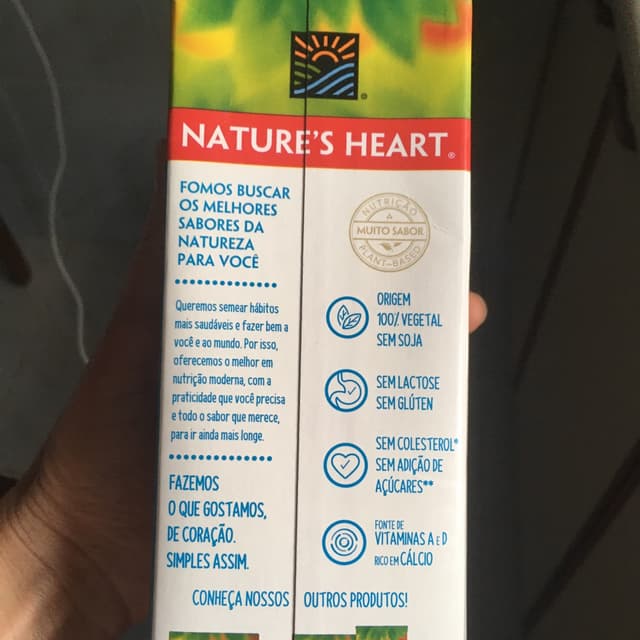 NATURE'S HEART®
FOMOS BUSCAR
OS MELHORES
SABORES DA
NATUREZA
PARA VOCÊ
Queremos semear hábitos
mais saudáveis e fazer bem a
você e ao mundo. Por isso,
oferecemos o melhor em
nutrição moderna, com a
praticidade que você precisa
e todo o sabor que merece,
para ir ainda mais longe.
FAZEMOS
O QUE GOSTAMOS,
DE CORAÇÃO.
SIMPLES ASSIM.
NUTRIÇÃO
&
MUITO SABOR
PLANT-BASED
ORIGEM
100% VEGETAL
SEM SOJA
SEM LACTOSE
SEM GLÚTEN
SEM COLESTEROL*
SEM ADIÇÃO DE
AÇÚCARES**
FONTE DE
VITAMINAS A E D
RICO EM CÁLCIO
CONHEÇA NOSSOS OUTROS PRODUTOS!